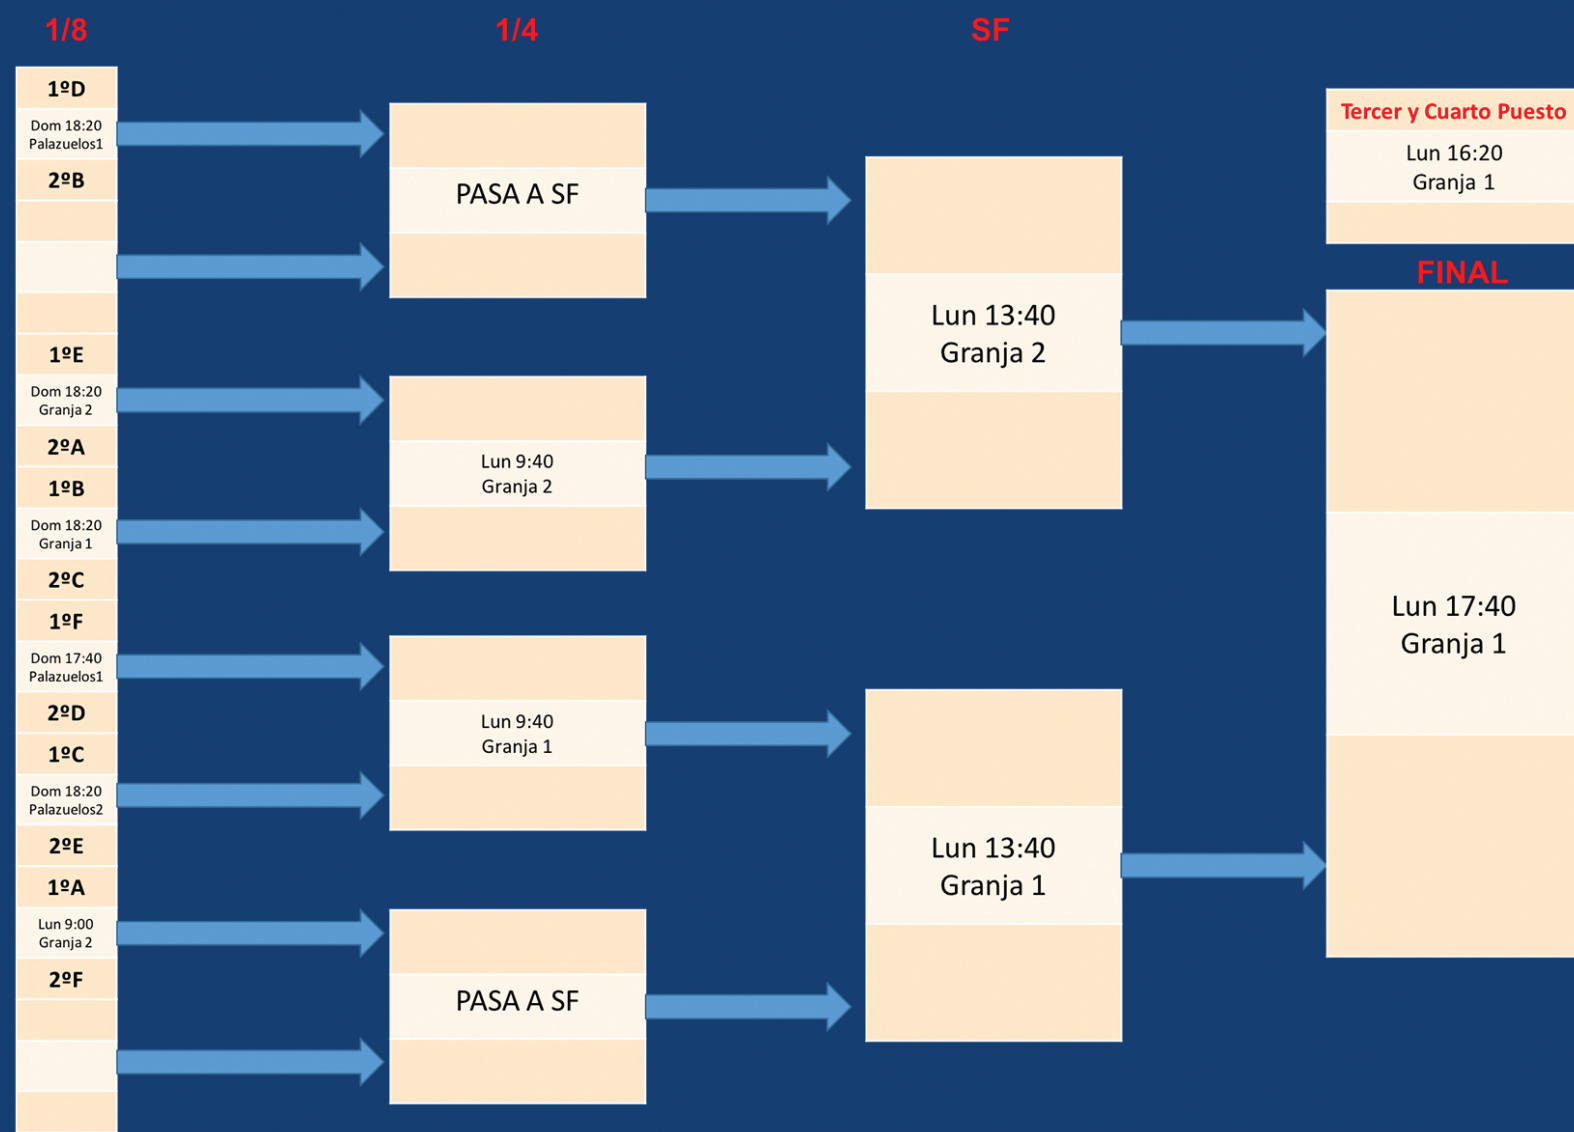 1/8
1ºD
Dom 18:20
Palazuelos1
2ºB
1ºE
Dom 18:20
Granja 2
2ºA
1ºB
Dom 18:20
Granja 1
2ºC
1ºF
Dom 17:40
Palazuelos1
2ºD
1ºC
Dom 18:20
Palazuelos2
2ºE
1ºA
Lun 9:00
Granja 2
2ºF
1/4
PASA A SF
Lun 9:40
Granja 2
Lun 9:40
Granja 1
PASA A SF
SF
Lun 13:40
Granja 2
Lun 13:40
Granja 1
Tercer y Cuarto Puesto
Lun 16:20
Granja 1
FINAL
Lun 17:40
Granja 1